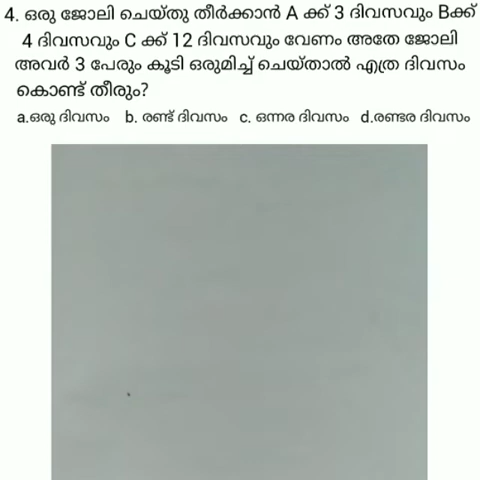 4. ഒരു ജോലി ചെയ്തു തീർക്കാൻ A ക്ക് 3 ദിവസവും Bക്ക്
4 ദിവസവും C ക്ക് 12 ദിവസവും വേണം അതേ ജോലി
അവർ 3 പേരും കൂടി ഒരുമിച്ച് ചെയ്താൽ എത്ര ദിവസം
കൊണ്ട് തീരും?
a.ഒരു ദിവസം b. രണ്ട് ദിവസം c. ഒന്നര ദിവസം d.രണ്ടര ദിവസം